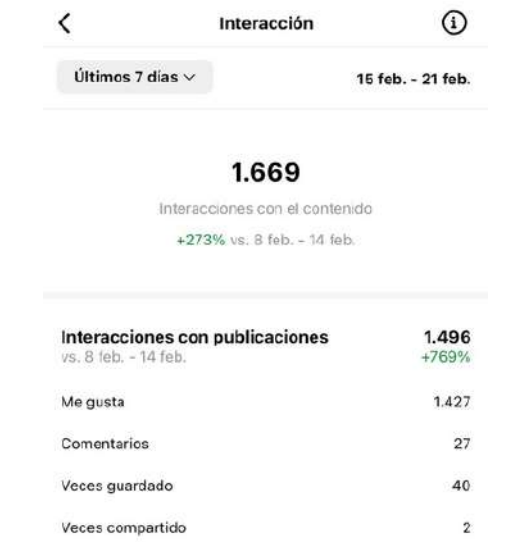 Interacción
Últimos 7 días
15 feb. - 21 feb.
1.669
Interacciones con el contenido
+273% vs. 8 feb. - 14 feb.
Interacciones con publicaciones
1.496
vs. 8 feb. - 14 feb.
+769%
Me gusta
1.427
Comentarios
27
Veces guardado
40
Veces compartido
2